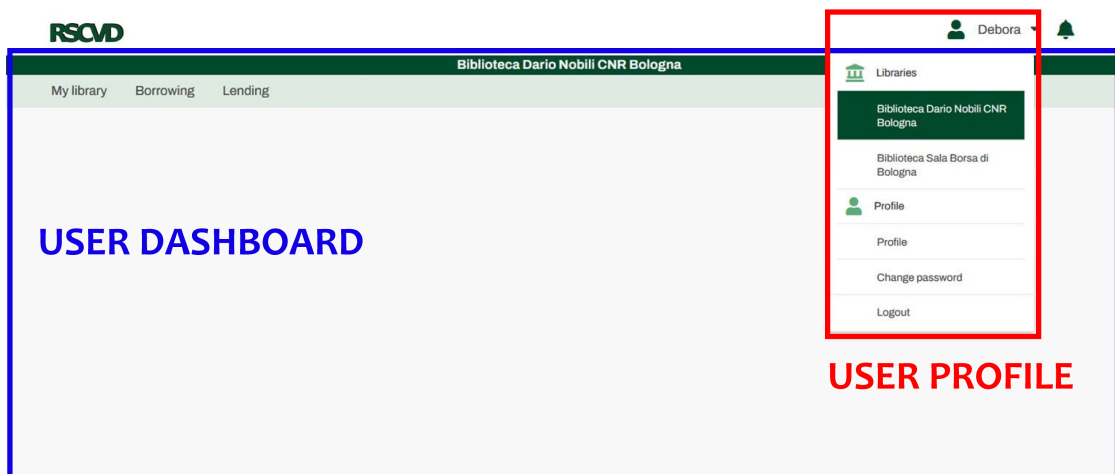 RSCVD
Debora
Biblioteca Dario Nobili CNR Bologna
My library Borrowing Lending
Libraries
Biblioteca Dario Nobili CNR
Bologna
Biblioteca Sala Borsa di
Bologna
Profile
Profile
Change password
Logout
USER DASHBOARD
USER PROFILE